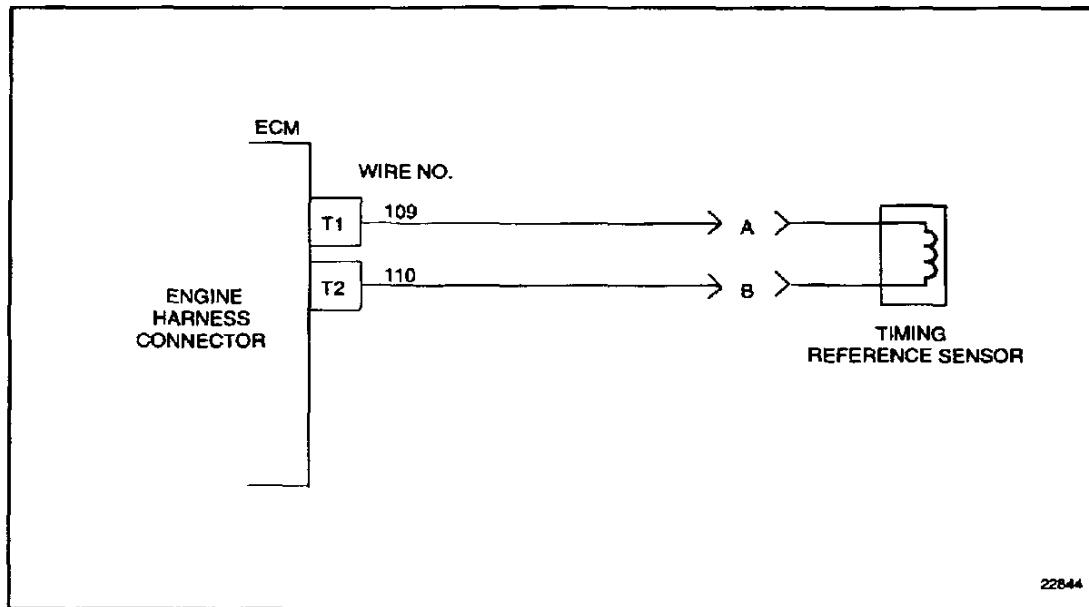 ECM
WIRE NO.
T1
109
A
T2
110
B
ENGINE
HARNESS
CONNECTOR
TIMING
REFERENCE SENSOR
22844